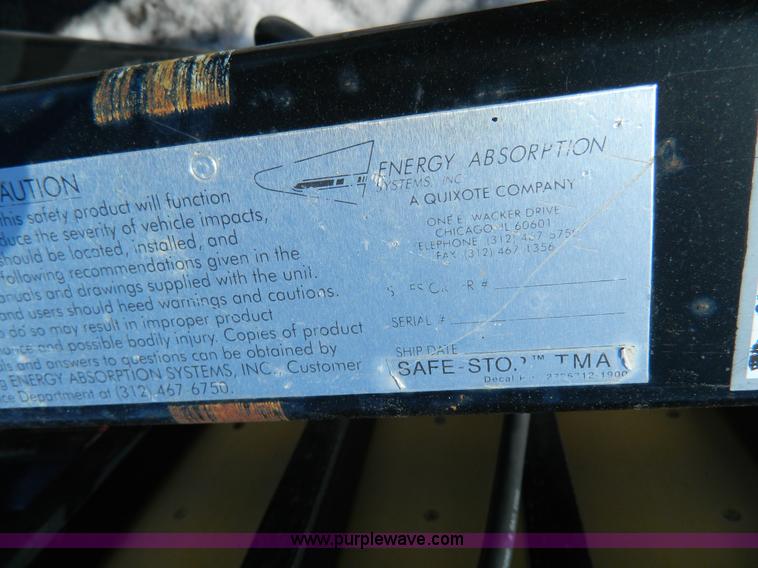 AUTION
this safety product will function
duce the severity of vehicle impacts,
should be located, installed, and
following recommendations given in the
nuals and drawings supplied with the unit.
and users should heed warnings and cautions.
o do so may result in improper product
and possible bodily injury. Copies of product
ls and answers to questions can be obtained by
g ENERGY ABSORPTION SYSTEMS, INC., Customer
ce Department at (312) 467 6750.
ENERGY ABSORPTION
SYSTEMS, INC.
A QUIXOTE COMPANY
ONE E. WACKER DRIVE
CHICAGO, IL 60601
ELEPHONE (312) 467 6750
FAX (312) 467 1356
SERIAL #
SHIP DATE
SAFE-STO ™ TMA
Decal
www.purplewave.com